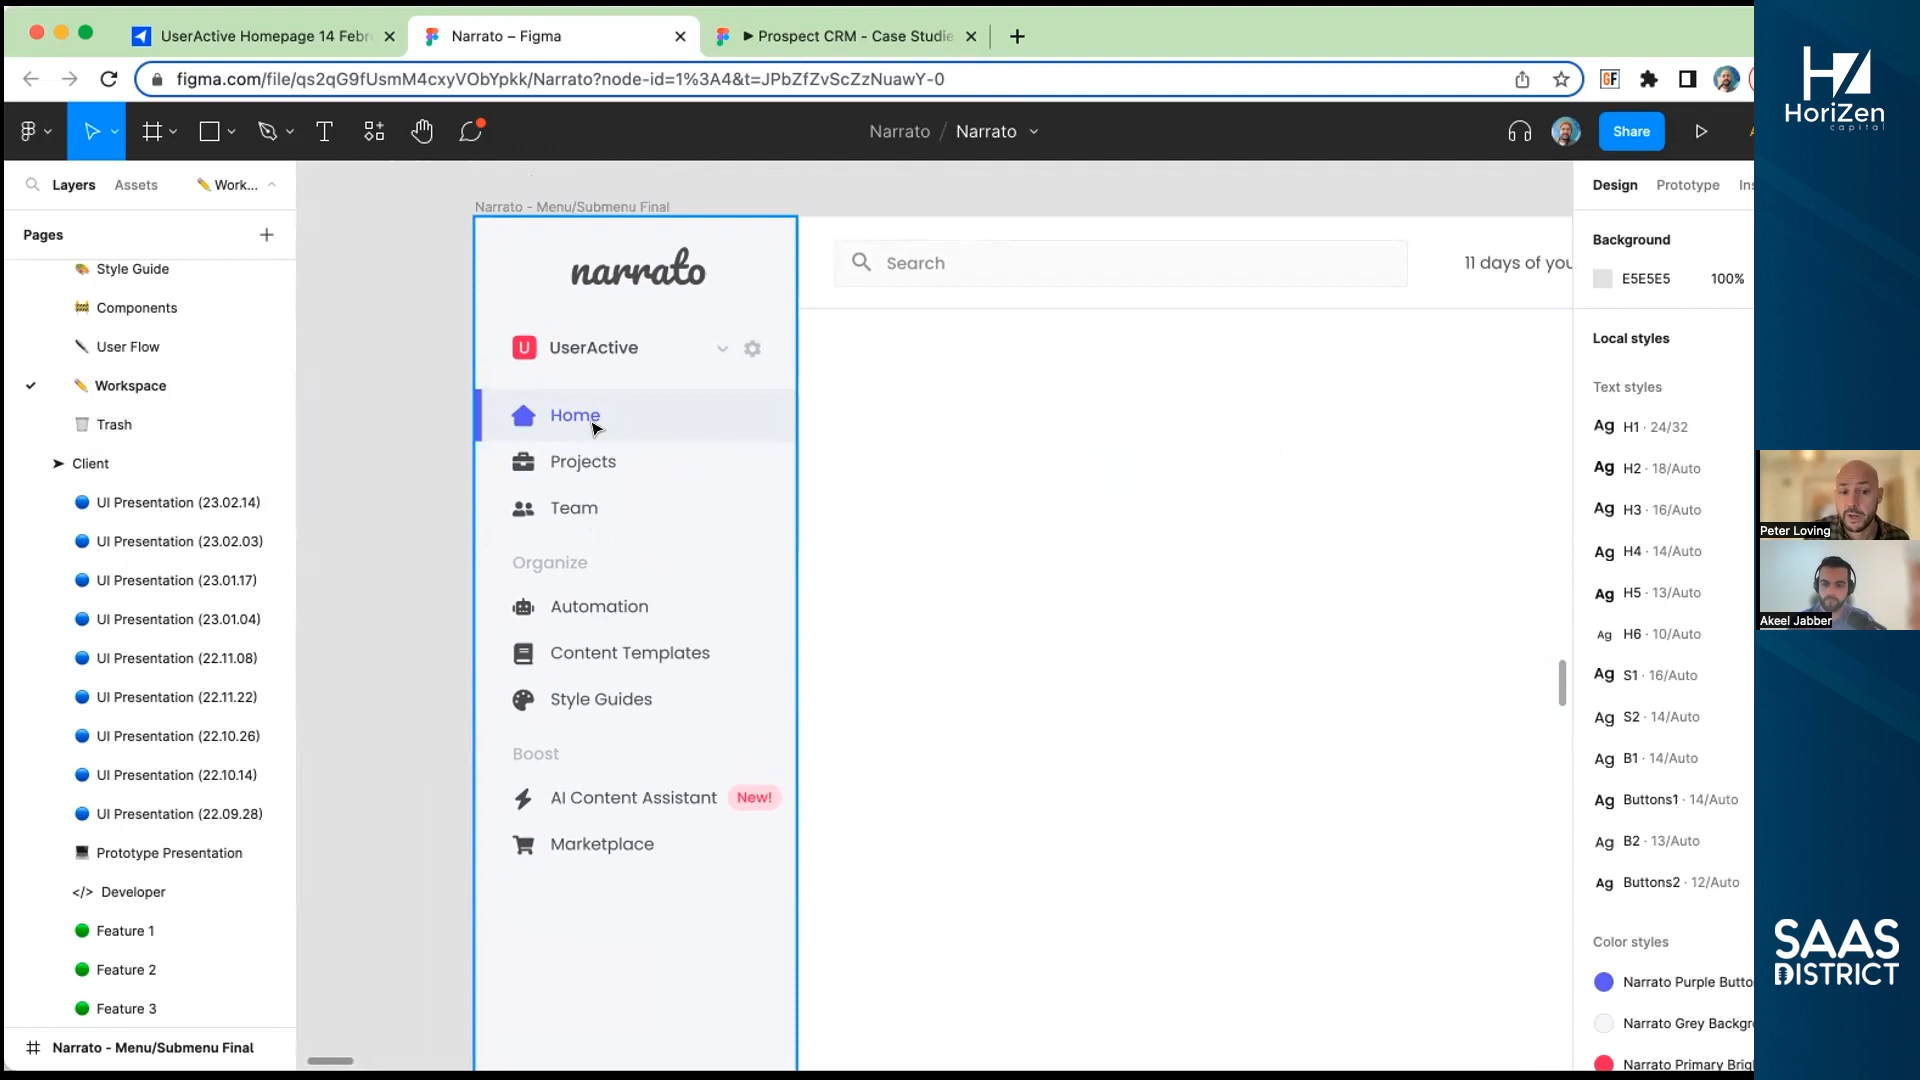 UserActive Homepage 14 Febr
Narrato – Figma
Prospect CRM - Case Studie
figma.com/file/qs2qG9fUsmM4cxyVObYpkk/Narrato?node-id=1%3A4&t=JPbZfZvScZzNuawY-0
GF
Narrato / Narrato
Share
Layers
Assets
Work...
Pages
Style Guide
Components
User Flow
Workspace
Trash
Client
UI Presentation (23.02.14)
UI Presentation (23.02.03)
UI Presentation (23.01.17)
UI Presentation (23.01.04)
UI Presentation (22.11.08)
UI Presentation (22.11.22)
UI Presentation (22.10.26)
UI Presentation (22.10.14)
UI Presentation (22.09.28)
Prototype Presentation
</> Developer
Feature 1
Feature 2
Feature 3
Narrato - Menu/Submenu Final
Narrato - Menu/Submenu Final
narrato
U UserActive
Home
Projects
Team
Organize
Automation
Content Templates
Style Guides
Boost
AI Content Assistant New!
Marketplace
Search
11 days of you
Design
Prototype
Ins
Background
E5E5E5 100%
Local styles
Text styles
Ag H1 · 24/32
Ag H2 · 18/Auto
Ag H3 · 16/Auto
Ag H4 · 14/Auto
Ag H5 · 13/Auto
Ag H6 · 10/Auto
Ag S1 · 16/Auto
Ag S2 · 14/Auto
Ag B1 · 14/Auto
Ag Buttons1 · 14/Auto
Ag B2 · 13/Auto
Ag Buttons2 · 12/Auto
Color styles
Narrato Purple Butto
Narrato Grey Backgr
Narrato Primary Brig
HoriZen
capital
Peter Loving
Akeel Jabber
SAAS
DISTRICT